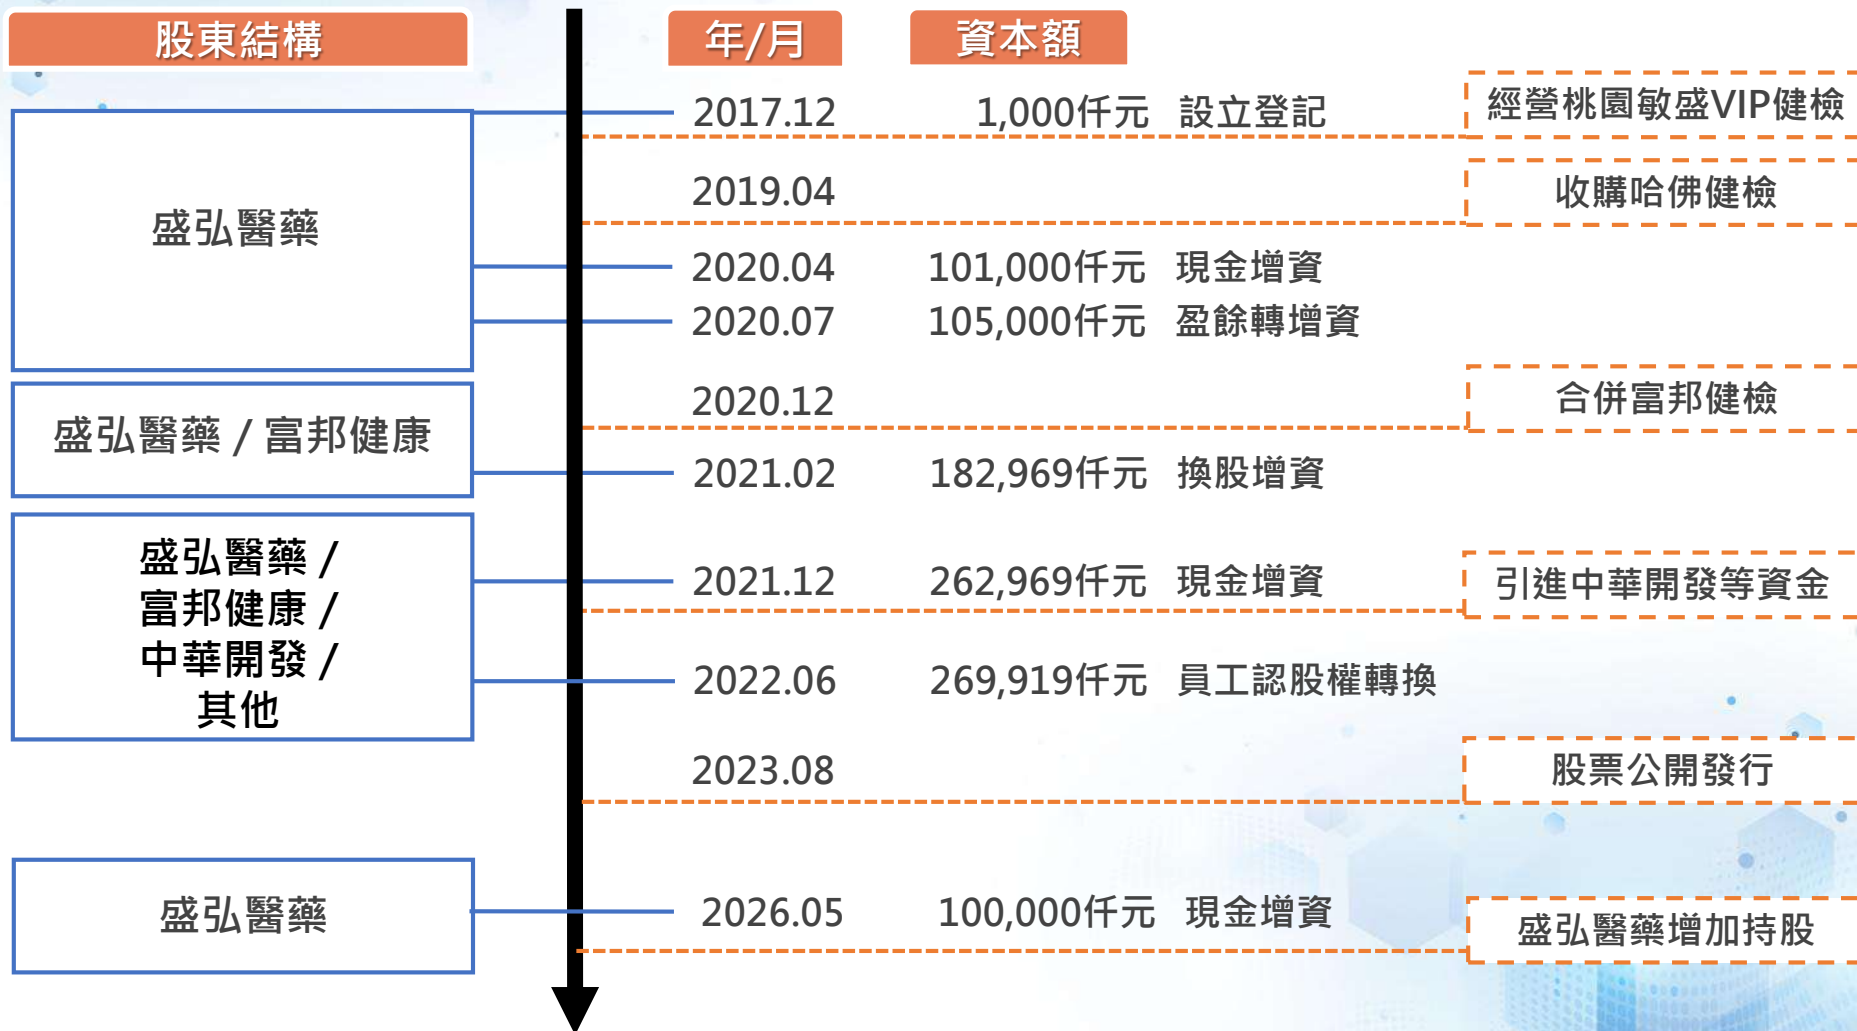 股東結構
年/月
資本額
2017.12 1,000仟元 設立登記
經營桃園敏盛VIP健檢
2019.04
收購哈佛健檢
盛弘醫藥
2020.04 101,000仟元 現金增資
2020.07 105,000仟元 盈餘轉增資
2020.12
合併富邦健檢
盛弘醫藥 / 富邦健康
2021.02 182,969仟元 換股增資
盛弘醫藥 /
富邦健康 /
中華開發 /
其他
2021.12 262,969仟元 現金增資
引進中華開發等資金
2022.06 269,919仟元 員工認股權轉換
2023.08
股票公開發行
盛弘醫藥
2026.05 100,000仟元 現金增資
盛弘醫藥增加持股